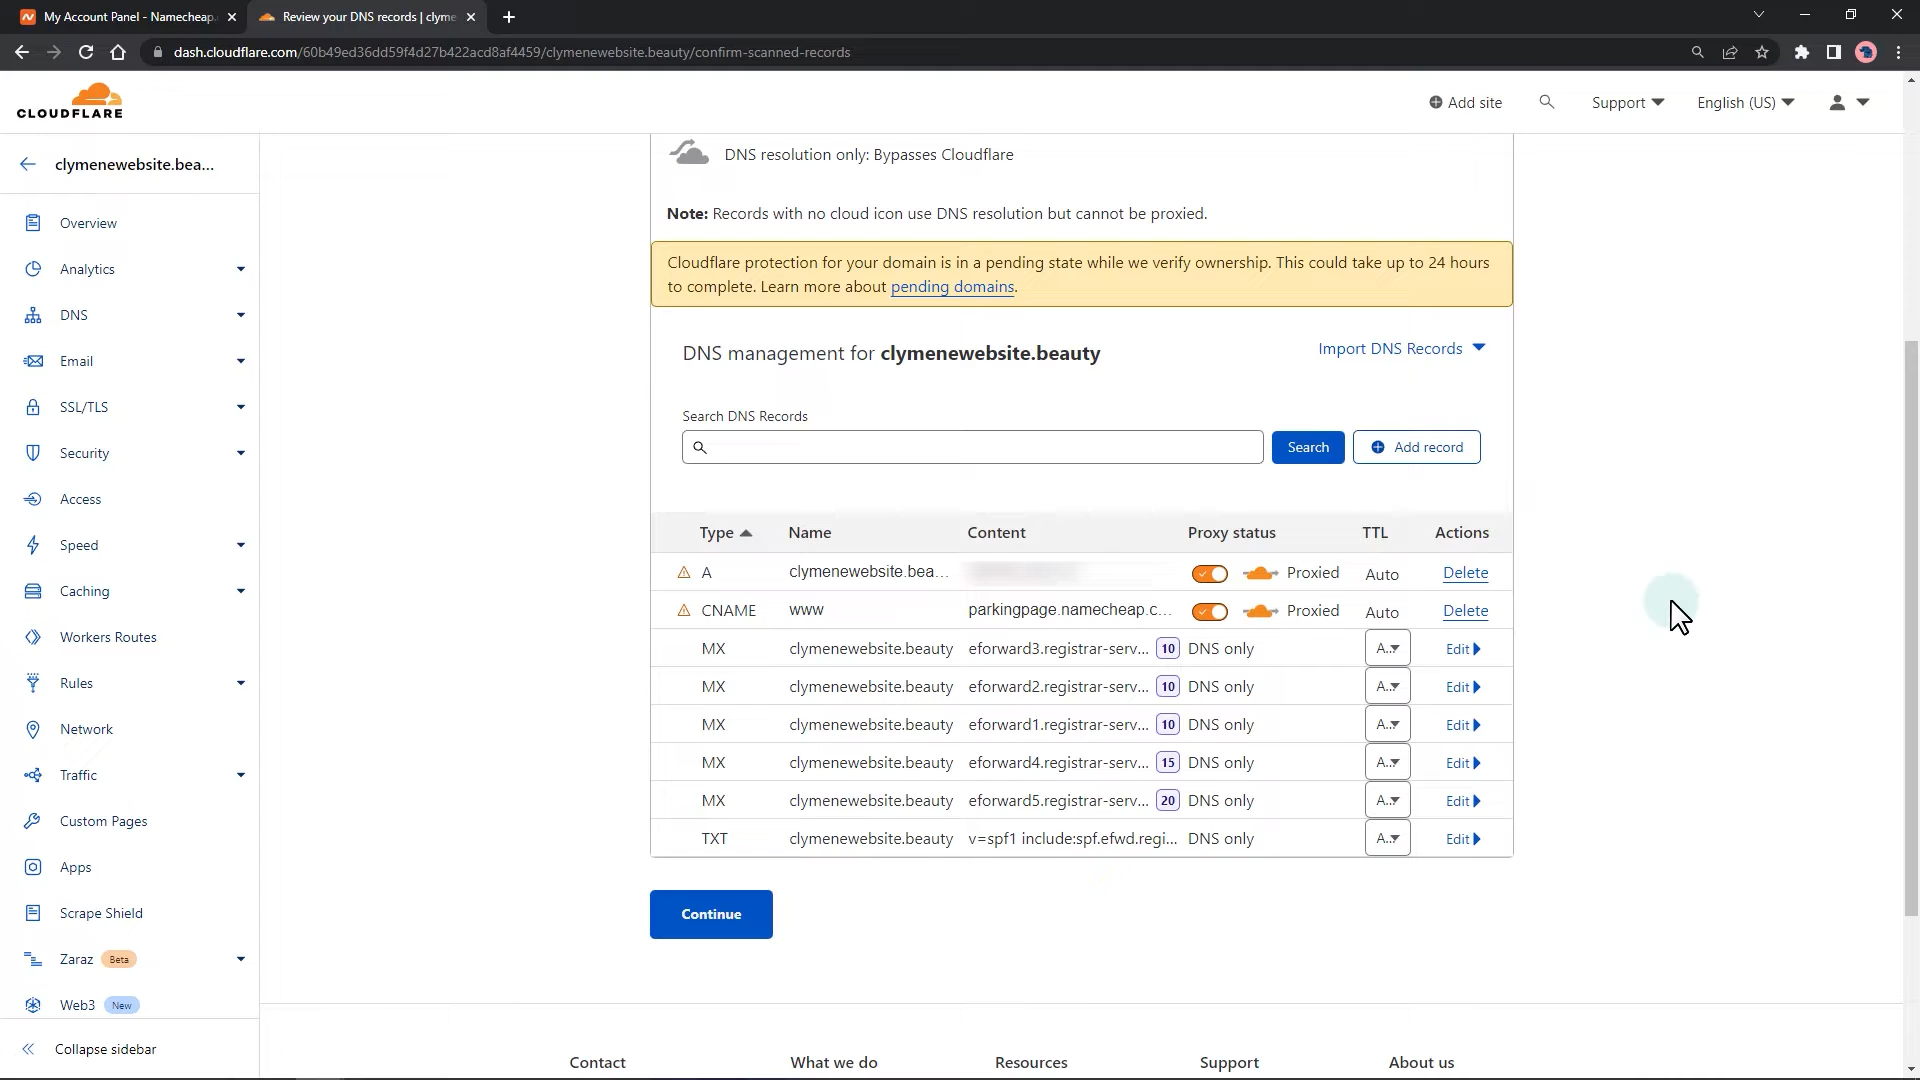 My Account Panel - Namecheap.
Review your DNS records | clyme
dash.cloudflare.com/60b49ed36dd59f4d27b422acd8af4459/clymenewebsite.beauty/confirm-scanned-records
CLOUDFLARE
Add site
Support
English (US)
clymenewebsite.bea...
Overview
Analytics
DNS
Email
SSL/TLS
Security
Access
Speed
Caching
Workers Routes
Rules
Network
Traffic
Custom Pages
Apps
Scrape Shield
Zaraz Beta
Web3 New
Collapse sidebar
DNS resolution only: Bypasses Cloudflare
Note: Records with no cloud icon use DNS resolution but cannot be proxied.
Cloudflare protection for your domain is in a pending state while we verify ownership. This could take up to 24 hours
to complete. Learn more about pending domains.
DNS management for clymenewebsite.beauty
Import DNS Records
Search DNS Records
Search
Add record
Type Name Content Proxy status TTL Actions
A clymenewebsite.bea... Proxied Auto Delete
CNAME www parkingpage.namecheap.c... Proxied Auto Delete
MX clymenewebsite.beauty eforward3.registrar-serv... 10 DNS only A.. Edit
MX clymenewebsite.beauty eforward2.registrar-serv... 10 DNS only A.. Edit
MX clymenewebsite.beauty eforward1.registrar-serv... 10 DNS only A.. Edit
MX clymenewebsite.beauty eforward4.registrar-serv... 15 DNS only A.. Edit
MX clymenewebsite.beauty eforward5.registrar-serv... 20 DNS only A.. Edit
TXT clymenewebsite.beauty v=spf1 include:spf.efwd.regi... DNS only A.. Edit
Continue
Contact What we do Resources Support About us